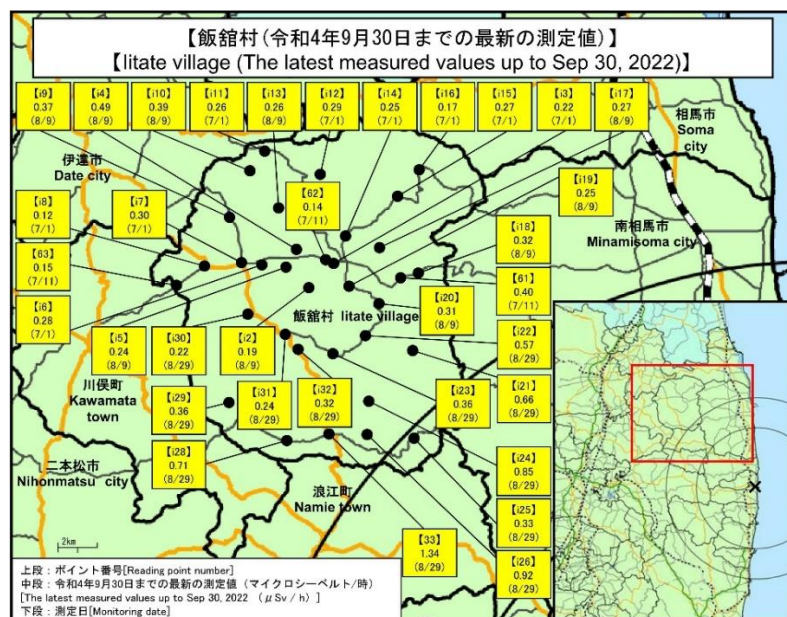 【飯舘村(令和4年9月30日までの最新の測定値)】
【Iitate village (The latest measured values up to Sep 30, 2022)】
【i9】
0.37
(8/9)
【i4】
0.49
(8/9)
【i10】
0.39
(8/9)
【i11】
0.26
(7/1)
【i13】
0.26
(8/9)
【i12】
0.29
(7/1)
【i14】
0.25
(7/1)
【i16】
0.17
(7/1)
【i15】
0.27
(7/1)
【i3】
0.22
(7/1)
【i17】
0.27
(8/9)
相馬市
Soma
city
伊達市
Date city
【62】
0.14
(7/11)
【i19】
0.25
(8/9)
【i8】
0.12
(7/1)
【i7】
0.30
(7/1)
【i18】
0.32
(8/9)
南相馬市
Minamisoma city
【63】
0.15
(7/11)
【61】
0.40
(7/11)
【i6】
0.28
(7/1)
【i20】
0.31
(8/9)
飯舘村 Iitate village
【i5】
0.24
(8/9)
【i30】
0.22
(8/29)
【i2】
0.19
(8/9)
【i22】
0.57
(8/29)
川俣町
Kawamata
town
【i29】
0.36
(8/29)
【i31】
0.24
(8/29)
【i32】
0.32
(8/29)
【i23】
0.36
(8/29)
【i21】
0.66
(8/29)
【i28】
0.71
(8/29)
【i24】
0.85
(8/29)
二本松市
Nihonmatsu city
浪江町
Namie town
【i25】
0.33
(8/29)
【33】
1.34
(8/29)
【i26】
0.92
(8/29)
2km
上段:ポイント番号[Reading point number]
中段:令和4年9月30日までの最新の測定値(マイクロシーベルト/時)
[The latest measured values up to Sep 30, 2022 (μSv/h)]
下段:測定日[Monitoring date]